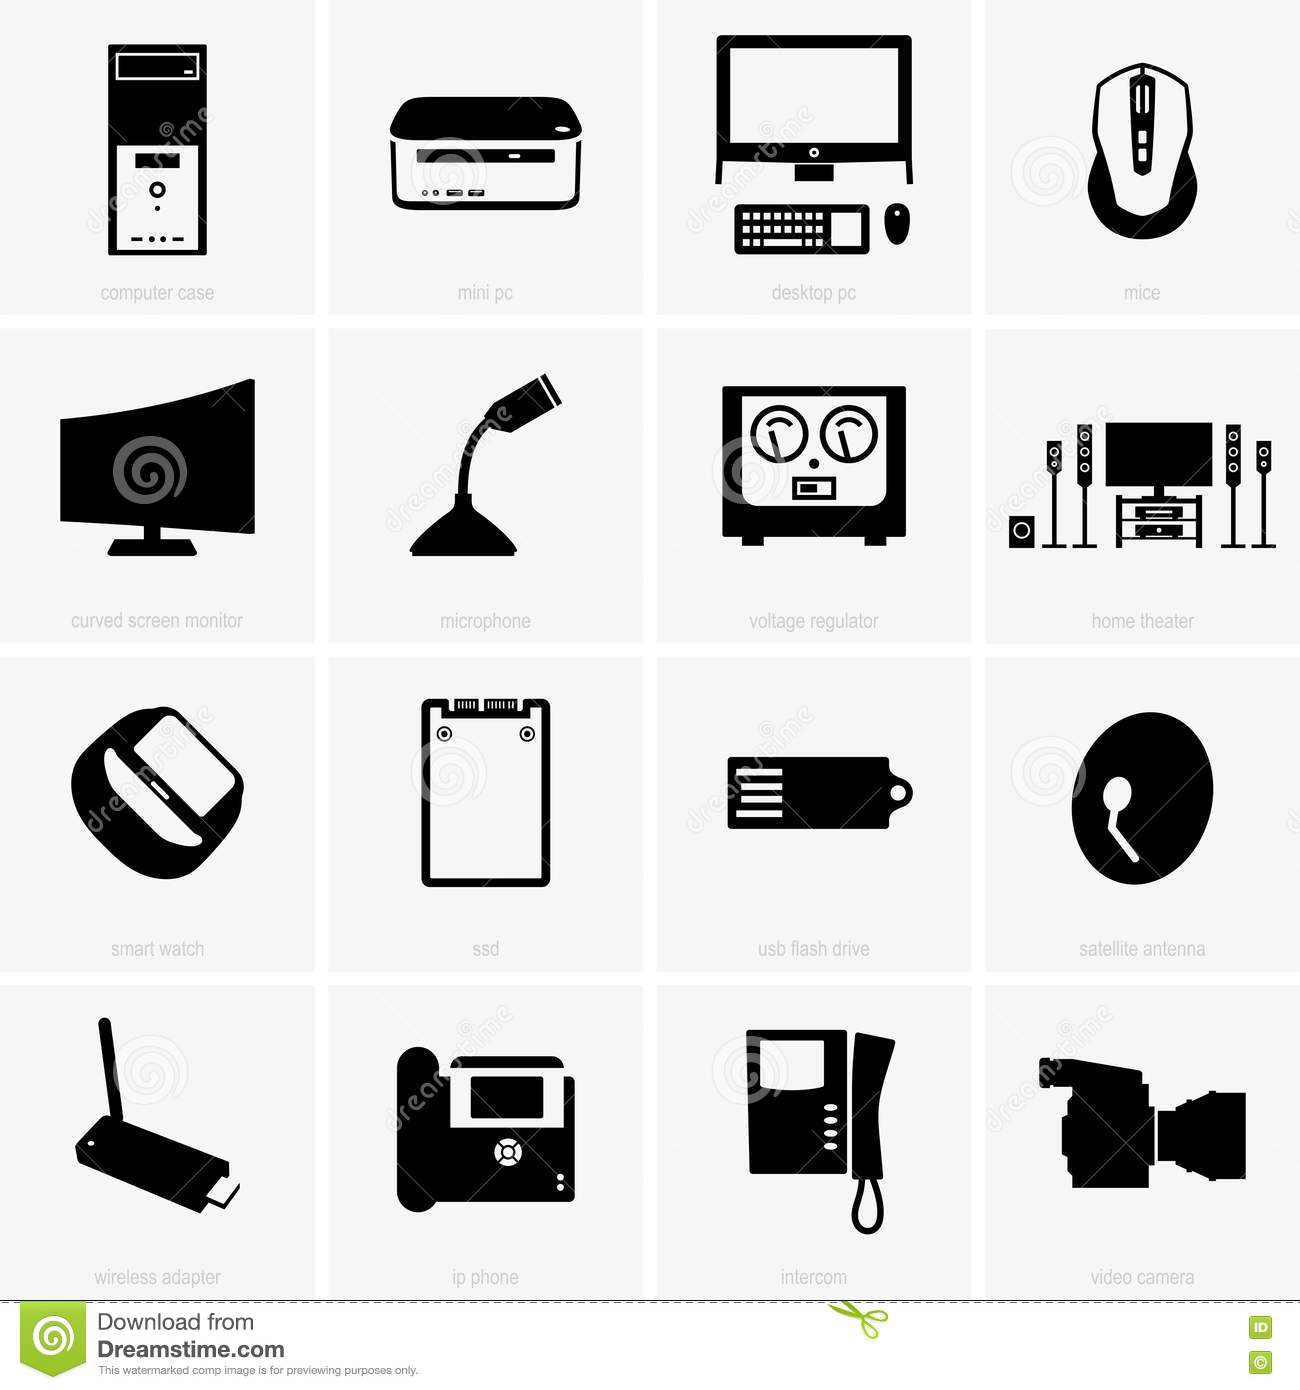 computer case
mini pc
desktop pc
mice
curved screen monitor
microphone
voltage regulator
home theater
smart watch
ssd
usb flash drive
satellite antenna
wireless adapter
ip phone
intercom
video camera
Download from
Dreamstime.com
This watermarked comp image is for previewing purposes only.
ID
©
dreamstime